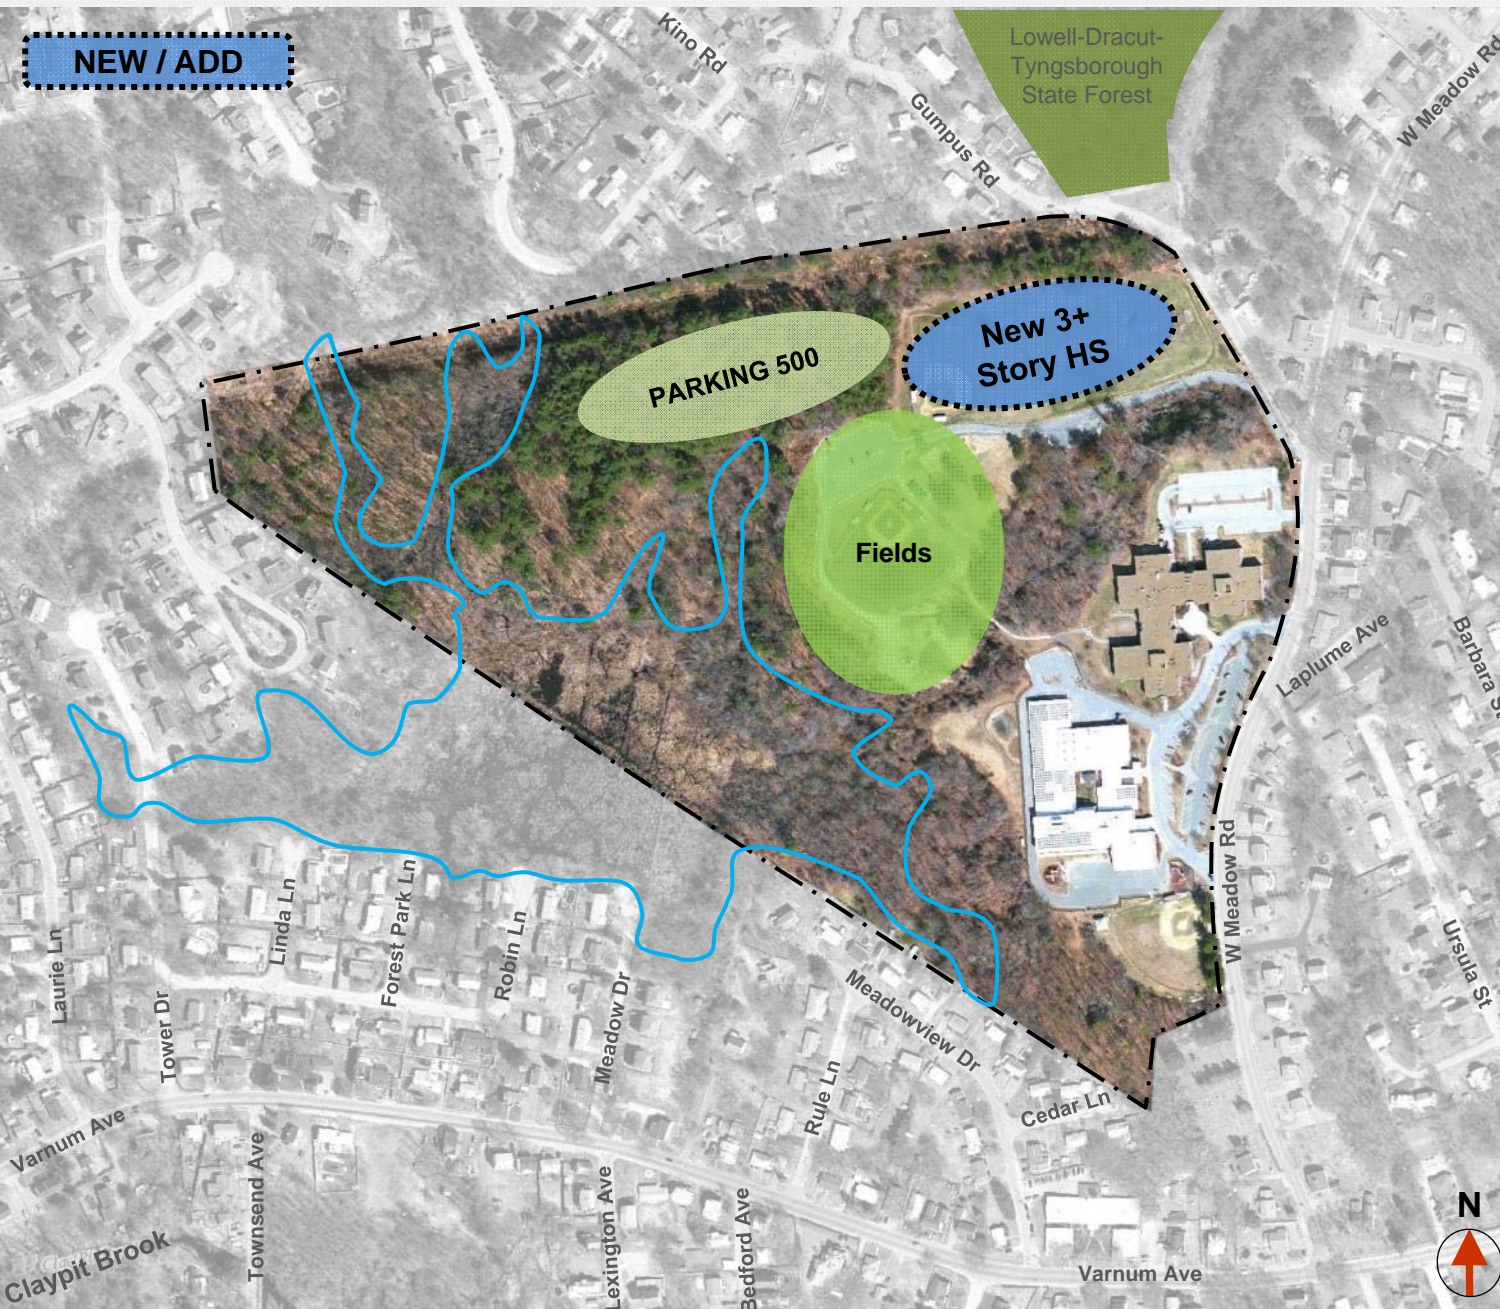 NEW / ADD
Kino Rd
Lowell-Dracut-
Tyngsborough
State Forest
W Meadow Rd
Gumpus Rd
New 3+
Story HS
PARKING 500
Fields
Laplume Ave
Barbara St
W Meadow Rd
Linda Ln
Forest Park Ln
Robin Ln
Laurie Ln
Tower Dr
Meadow Dr
Meadowview Dr
Ursula St
Rule Ln
Cedar Ln
Varnum Ave
Townsend Ave
Lexington Ave
Bedford Ave
Claypit Brook
Varnum Ave
N